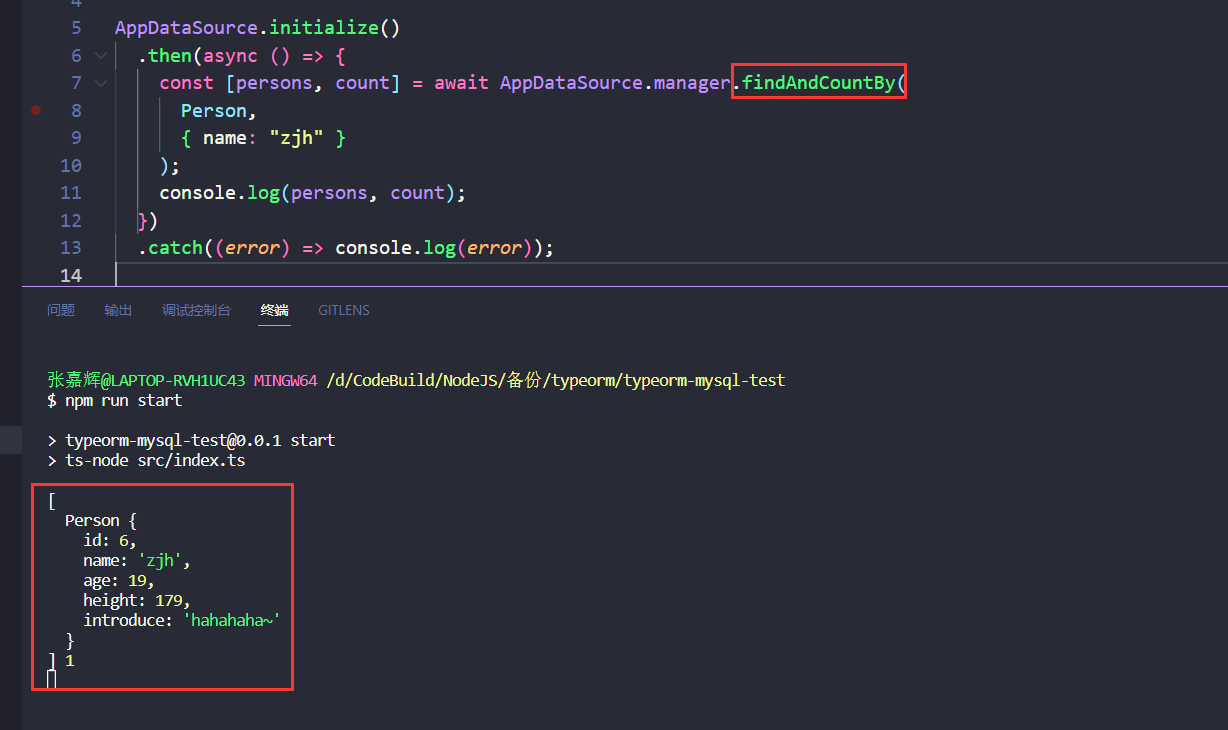 4
5 AppDataSource.initialize()
6 .then(async () => {
7 const [persons, count] = await AppDataSource.manager.findAndCountBy(
8 Person,
9 { name: "zjh" }
10 );
11 console.log(persons, count);
12 })
13 .catch((error) => console.log(error));
14
问题 输出 调试控制台 终端 GITLENS
张嘉辉@LAPTOP-RVH1UC43 MINGW64 /d/CodeBuild/NodeJS/备份/typeorm/typeorm-mysql-test
$ npm run start
> typeorm-mysql-test@0.0.1 start
> ts-node src/index.ts
[
Person {
id: 6,
name: 'zjh',
age: 19,
height: 179,
introduce: 'hahahaha~'
}
] 1